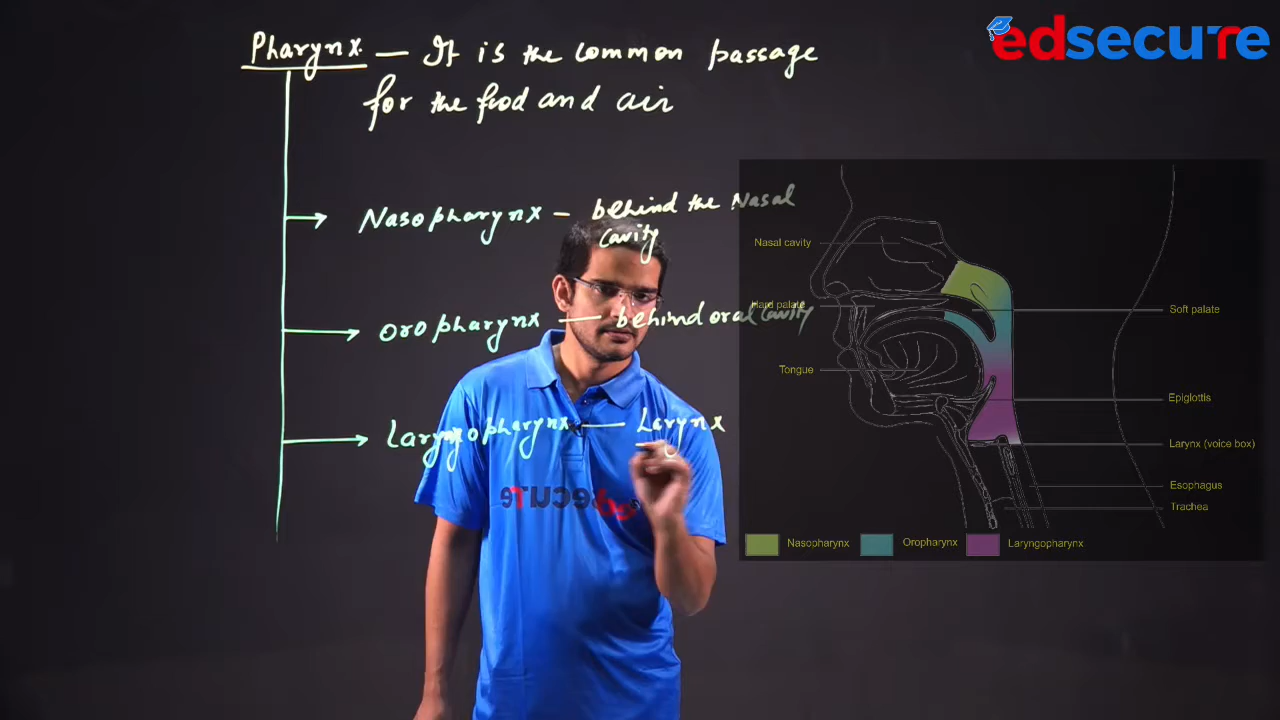 edsecure
Pharynx. — It is the common passage
for the food and air
Nasopharynx – behind the Nasal
cavity
Oropharynx — behind oral cavity
Laryngopharynx — Larynx
Nasal cavity
Hard palate
Tongue
Soft palate
Epiglottis
Larynx (voice box)
Esophagus
Trachea
Nasopharynx
Oropharynx
Laryngopharynx
edsecure